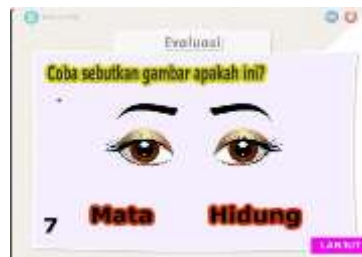 Evaluasi
Coba sebutkan gambar apakah ini?
Mata Hidung
7
LANJUT